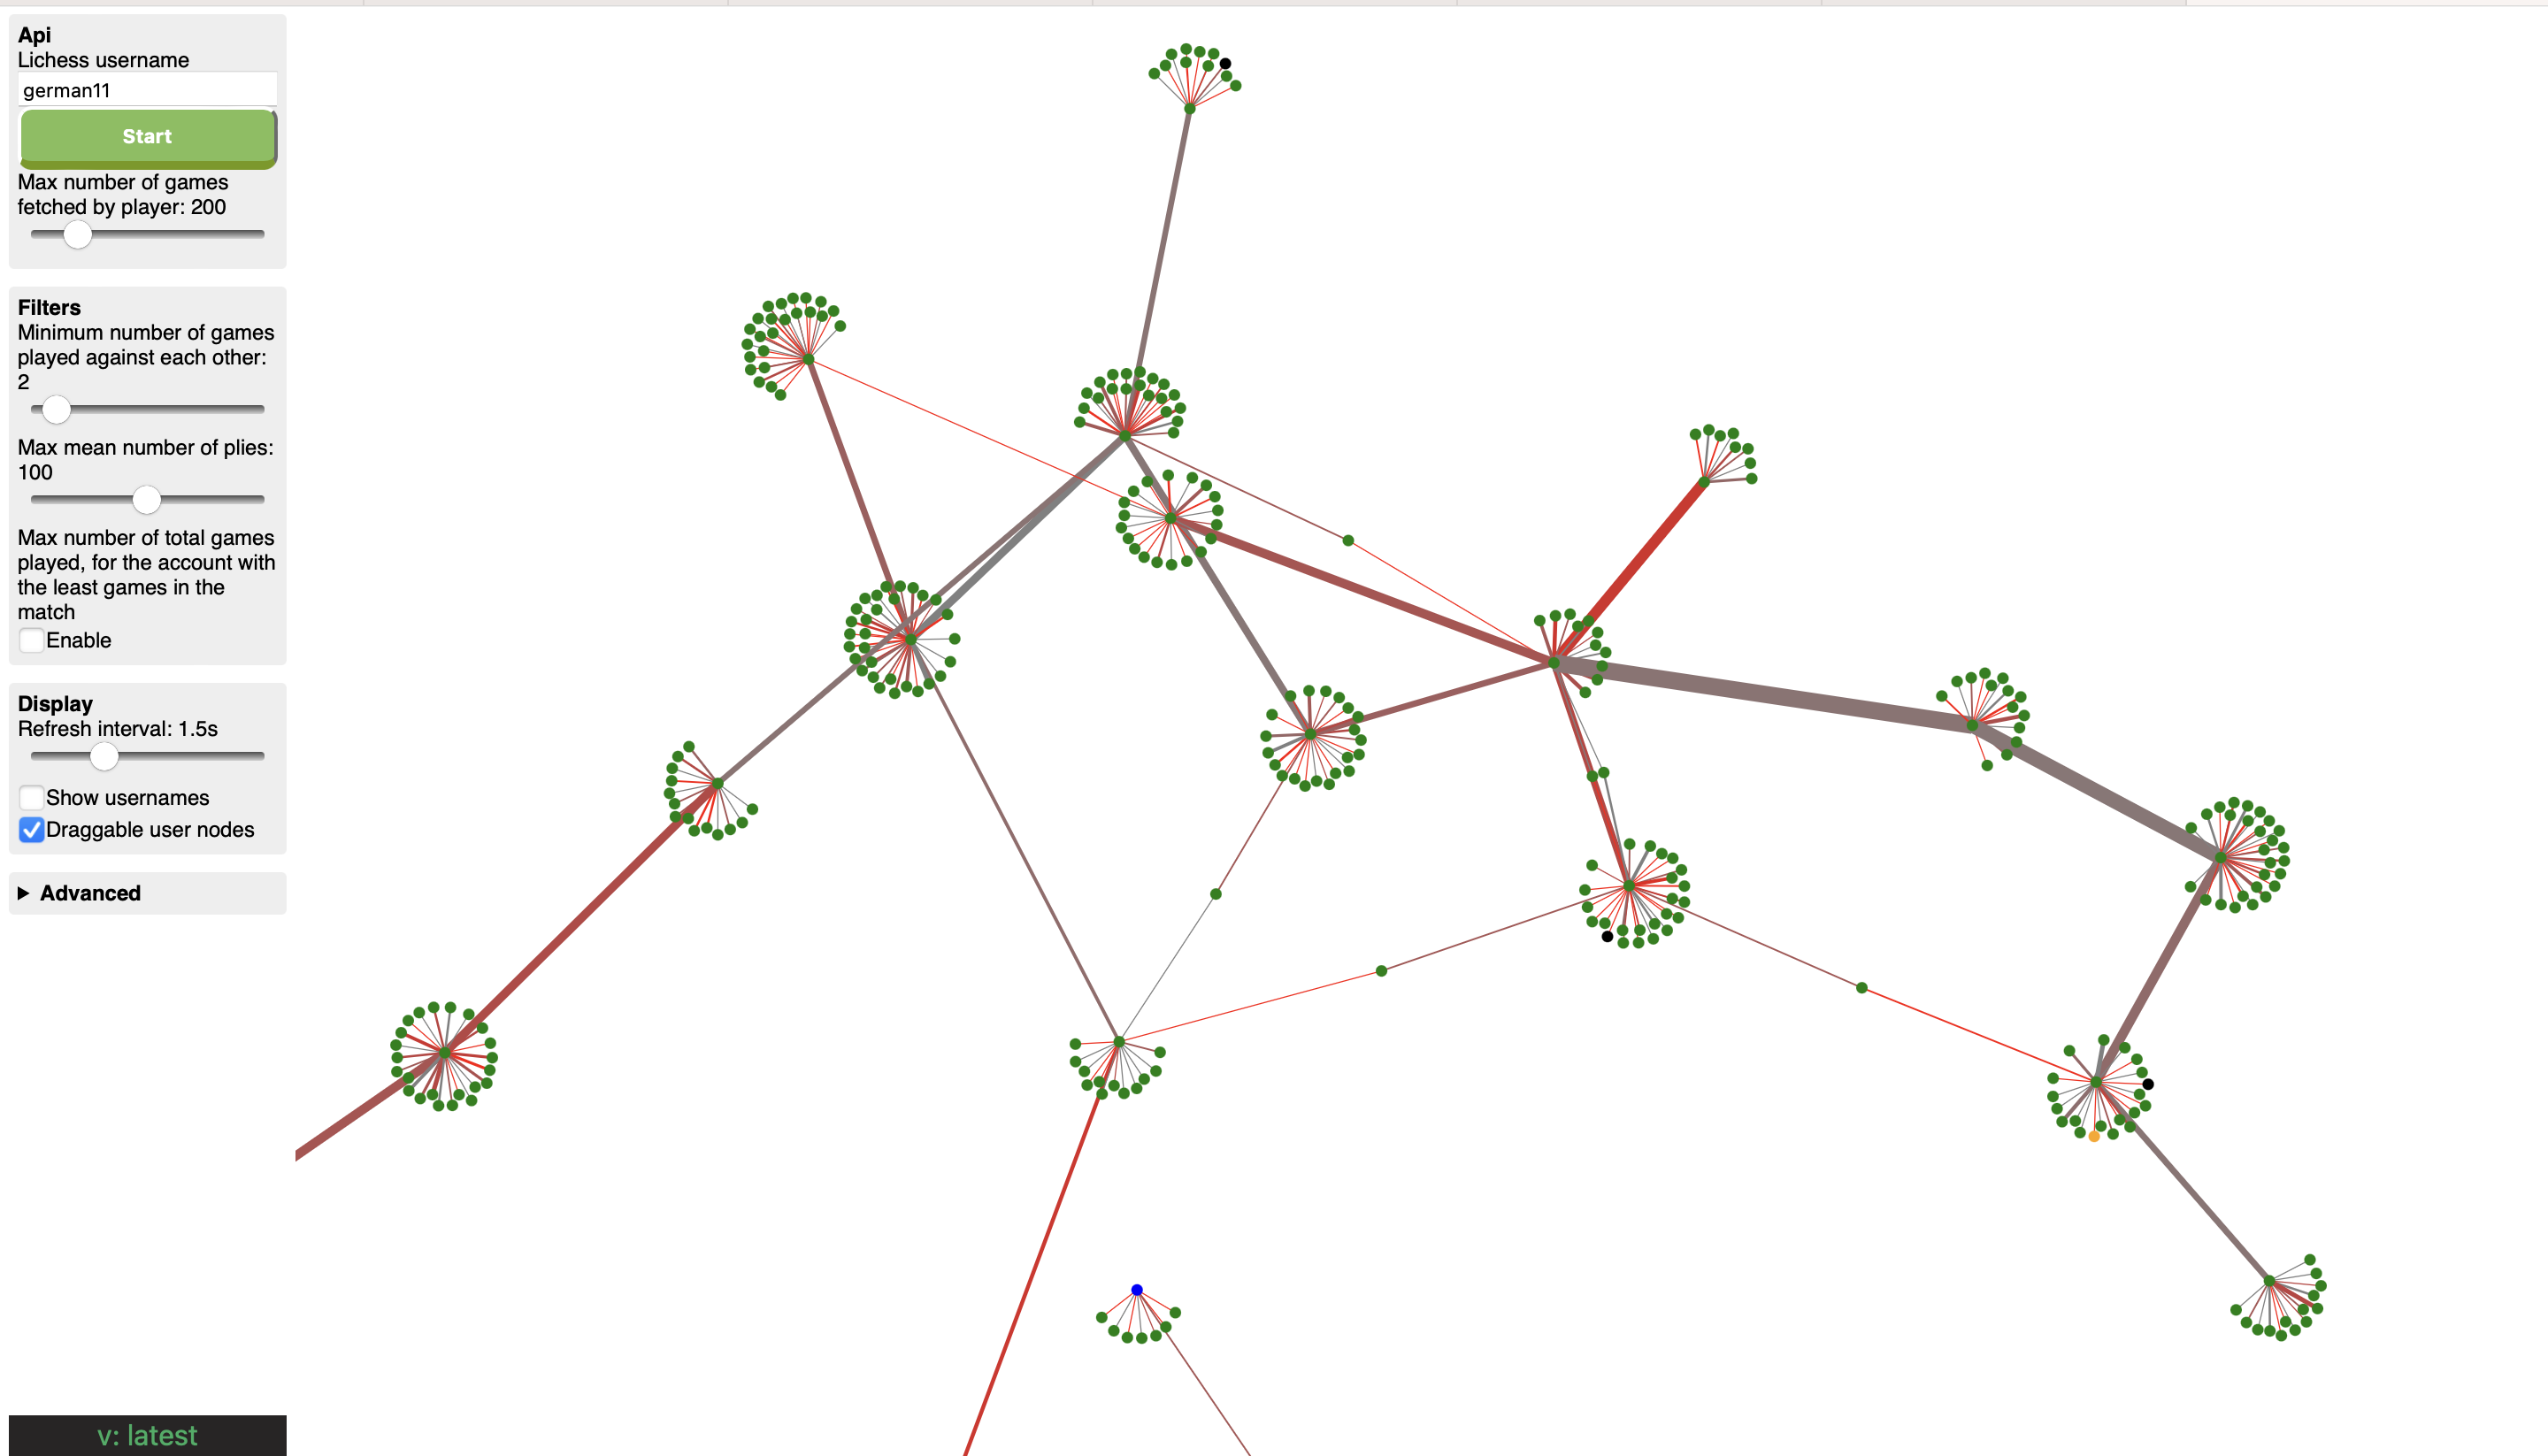 Api
Lichess username
german11
Start
Max number of games
fetched by player: 200
Filters
Minimum number of games
played against each other:
2
Max mean number of plies:
100
Max number of total games
played, for the account with
the least games in the
match
Enable
Display
Refresh interval: 1.5s
Show usernames
Draggable user nodes
Advanced
v: latest